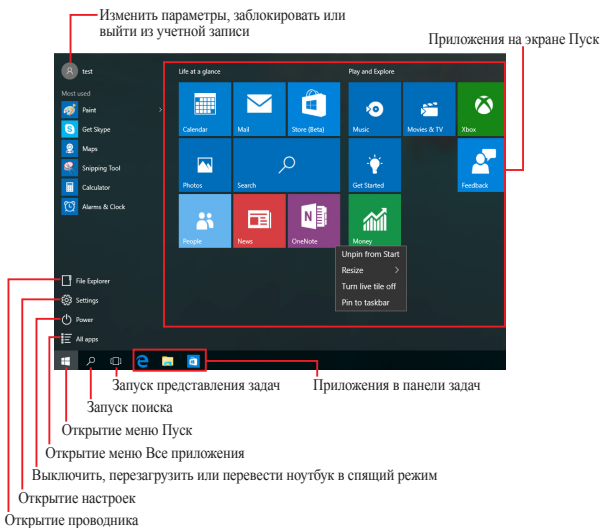 Изменить параметры, заблокировать или
выйти из учетной записи
Приложения на экране Пуск
test
Most used
Paint
Get Skype
Maps
Snipping Tool
Calculator
Alarms & Clock
File Explorer
Settings
Power
All apps
Life at a glance
Play and Explore
Calendar
Mail
Store (Beta)
Music
Movies & TV
Xbox
Photos
Search
Get Started
Feedback
People
News
OneNote
Money
Unpin from Start
Resize
Turn live tile off
Pin to taskbar
Запуск представления задач
Приложения в панели задач
Запуск поиска
Открытие меню Пуск
Открытие меню Все приложения
Выключить, перезагрузить или перевести ноутбук в спящий режим
Открытие настроек
Открытие проводника